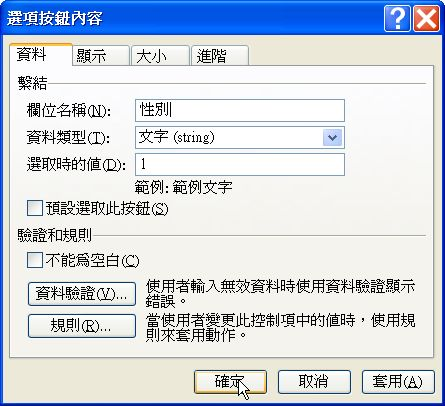 選項按鈕內容
資料 顯示 大小 進階
繫結
欄位名稱(N): 性別
資料類型(T): 文字 (string)
選取時的值(D): 1
範例: 範例文字
預設選取此按鈕(S)
驗證和規則
不能為空白(C)
資料驗證(V)... 使用者輸入無效資料時使用資料驗證顯示
錯誤。
規則(R)... 當使用者變更此控制項中的值時，使用規
則來套用動作。
確定 取消 套用(A)